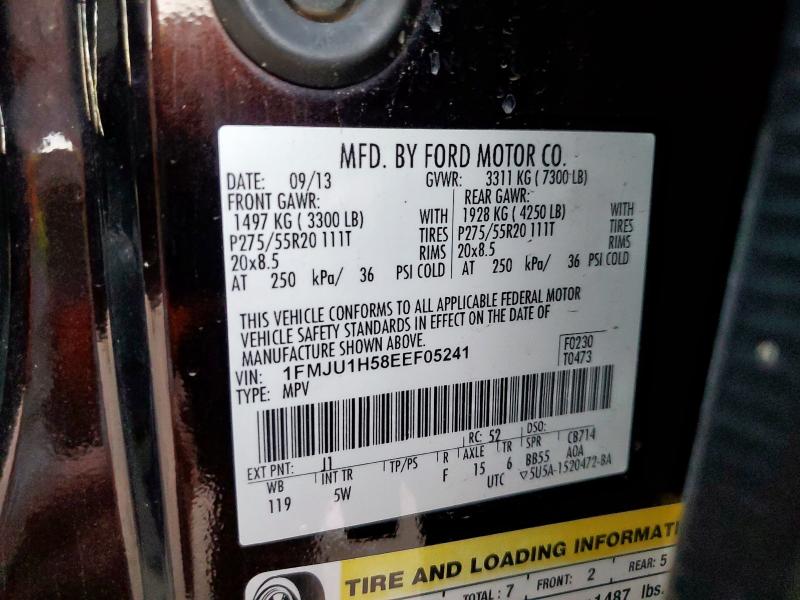 MFD. BY FORD MOTOR CO.
DATE: 09/13 GVWR: 3311 KG ( 7300 LB)
FRONT GAWR: REAR GAWR:
1497 KG ( 3300 LB) WITH 1928 KG ( 4250 LB) WITH
P275/55R20 111T TIRES P275/55R20 111T TIRES
20x8.5 RIMS 20x8.5 RIMS
AT 250 kPa/ 36 PSI COLD AT 250 kPa/ 36 PSI COLD
THIS VEHICLE CONFORMS TO ALL APPLICABLE FEDERAL MOTOR
VEHICLE SAFETY STANDARDS IN EFFECT ON THE DATE OF
MANUFACTURE SHOWN ABOVE.
F0230
VIN: 1FMJU1H58EEF05241 T0473
TYPE: MPV
RC: 52 DSO:
EXT PNT: J1 CB714
WB INT TR TP/PS R AXLE TR SPR AOA
119 5W F 15 6 BB55
UTC ▽5U5A-1520472-BA
TIRE AND LOADING INFORMATI
TOTAL: 7 FRONT: 2 REAR: 5
1487 lbs.